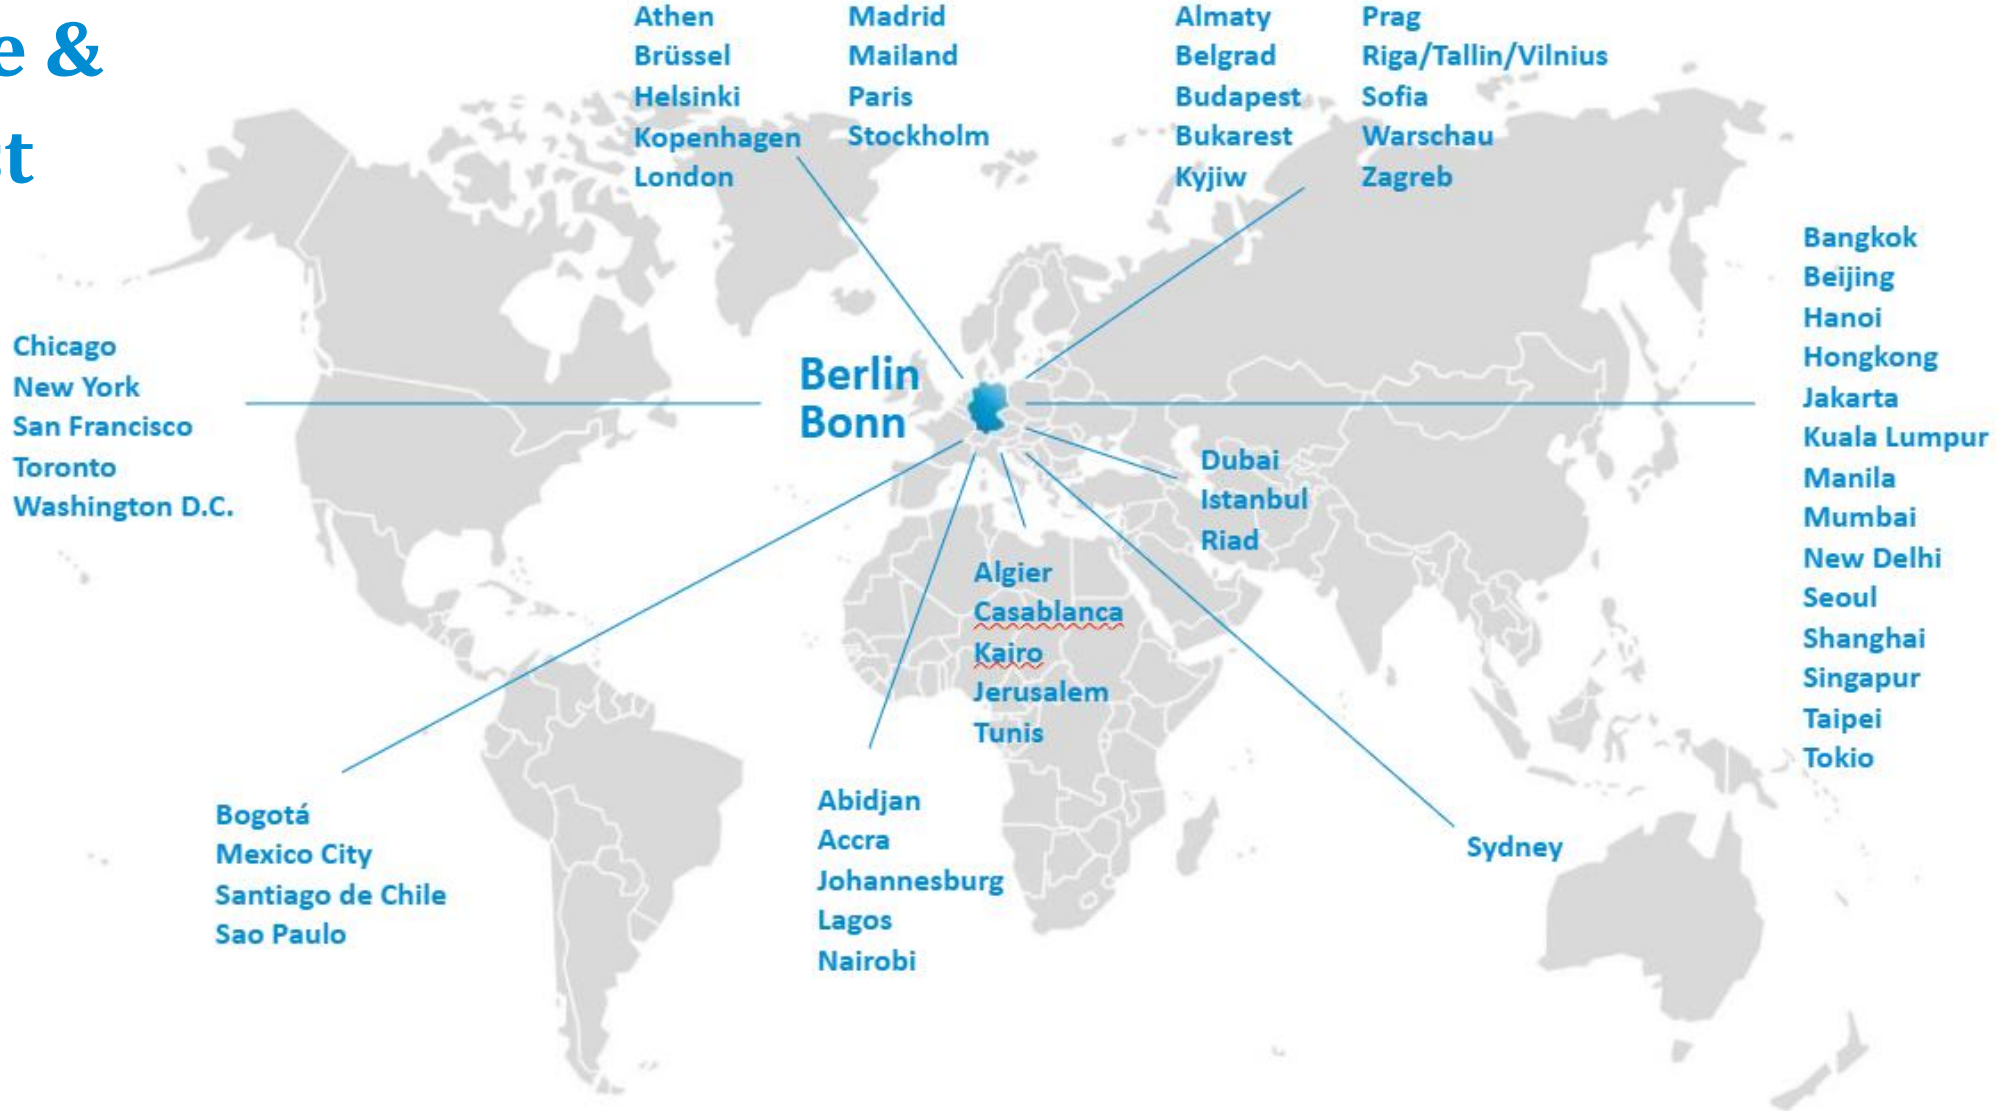 e &
st
Athen
Brüssel
Helsinki
Kopenhagen
London
Madrid
Mailand
Paris
Stockholm
Almaty
Belgrad
Budapest
Bukarest
Kyjiw
Prag
Riga/Tallin/Vilnius
Sofia
Warschau
Zagreb
Chicago
New York
San Francisco
Toronto
Washington D.C.
Berlin
Bonn
Bangkok
Beijing
Hanoi
Hongkong
Jakarta
Kuala Lumpur
Manila
Mumbai
New Delhi
Seoul
Shanghai
Singapur
Taipei
Tokio
Dubai
Istanbul
Riad
Algier
Casablanca
Kairo
Jerusalem
Tunis
Bogotá
Mexico City
Santiago de Chile
Sao Paulo
Abidjan
Accra
Johannesburg
Lagos
Nairobi
Sydney